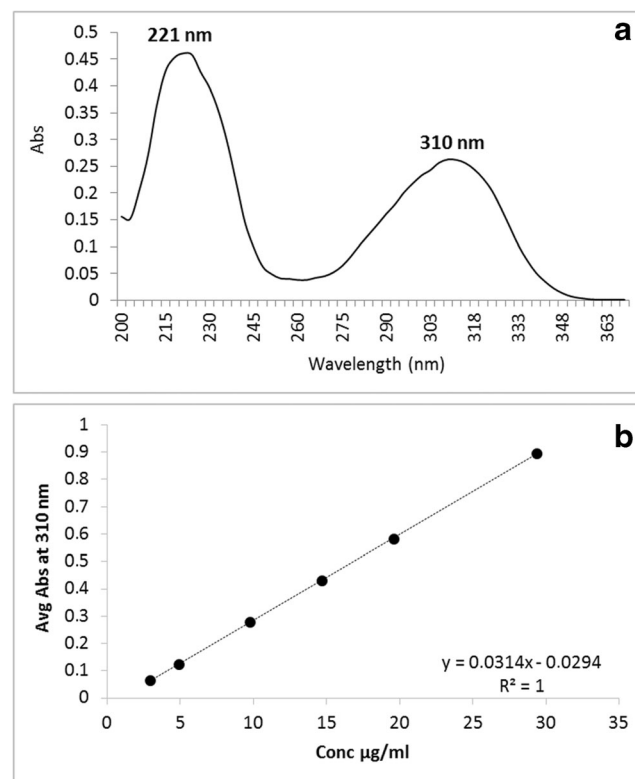 a
221 nm
310 nm
0.5
0.45
0.4
0.35
0.3
0.25
0.2
0.15
0.1
0.05
0
Abs
200 215 230 245 260 275 290 303 318 333 348 363
Wavelength (nm)
b
1
0.9
0.8
0.7
0.6
0.5
0.4
0.3
0.2
0.1
0
Avg Abs at 310 nm
y = 0.0314x - 0.0294
R² = 1
0 5 10 15 20 25 30 35
Conc µg/ml